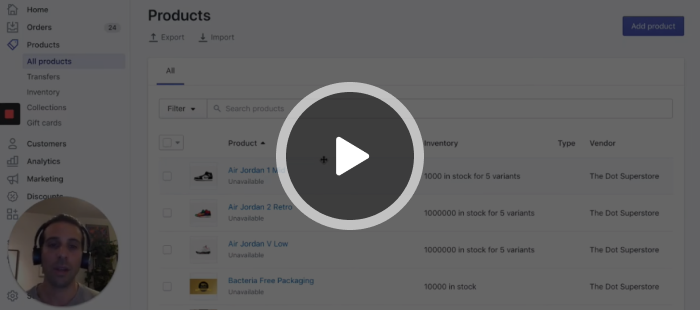 Home
Orders 24
Products
All products
Transfers
Inventory
Collections
Gift cards
Customers
Analytics
Marketing
Discounts
Products
Export Import
Add product
All
Filter Search products
Product Inventory Type Vendor
Air Jordan 1
Unavailable
1000 in stock for 5 variants
The Dot Superstore
Air Jordan 2 Retro
Unavailable
1000000 in stock for 5 variants
The Dot Superstore
Air Jordan V Low
Unavailable
1000000 in stock for 5 variants
The Dot Superstore
Bacteria Free Packaging
Unavailable
10000 in stock
The Dot Superstore